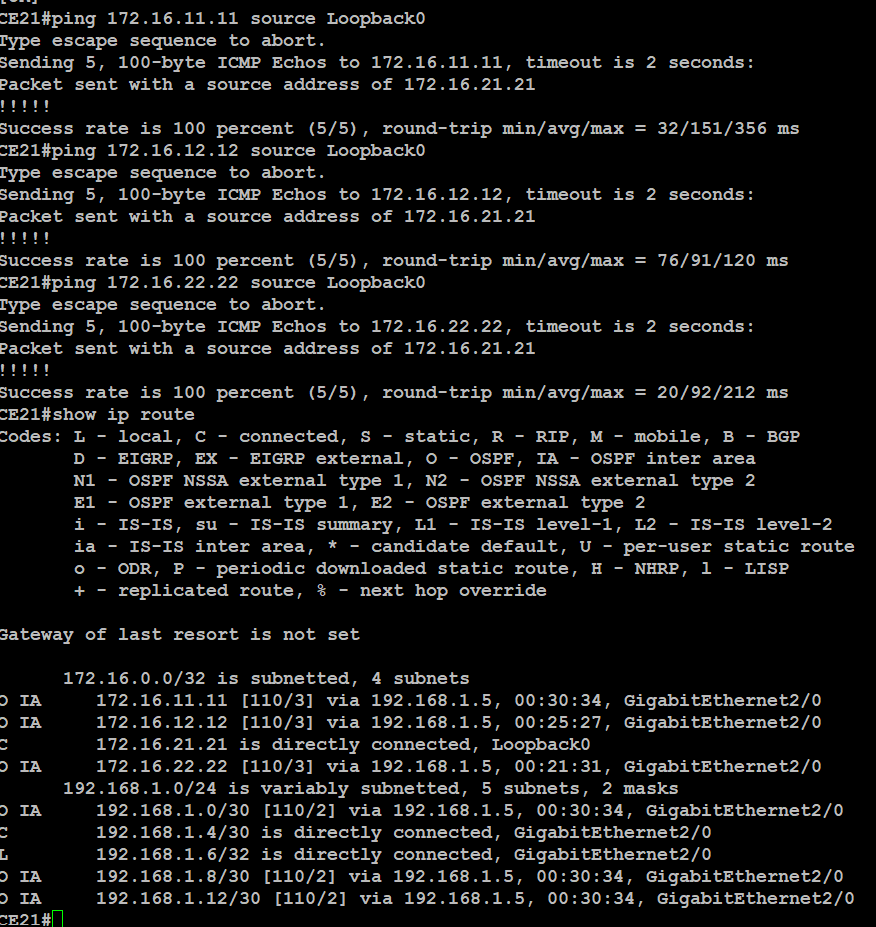 CE21#ping 172.16.11.11 source Loopback0
Type escape sequence to abort.
Sending 5, 100-byte ICMP Echos to 172.16.11.11, timeout is 2 seconds:
Packet sent with a source address of 172.16.21.21
!!!!!
Success rate is 100 percent (5/5), round-trip min/avg/max = 32/151/356 ms
CE21#ping 172.16.12.12 source Loopback0
Type escape sequence to abort.
Sending 5, 100-byte ICMP Echos to 172.16.12.12, timeout is 2 seconds:
Packet sent with a source address of 172.16.21.21
!!!!!
Success rate is 100 percent (5/5), round-trip min/avg/max = 76/91/120 ms
CE21#ping 172.16.22.22 source Loopback0
Type escape sequence to abort.
Sending 5, 100-byte ICMP Echos to 172.16.22.22, timeout is 2 seconds:
Packet sent with a source address of 172.16.21.21
!!!!!
Success rate is 100 percent (5/5), round-trip min/avg/max = 20/92/212 ms
CE21#show ip route
Codes: L - local, C - connected, S - static, R - RIP, M - mobile, B - BGP
       D - EIGRP, EX - EIGRP external, O - OSPF, IA - OSPF inter area
       N1 - OSPF NSSA external type 1, N2 - OSPF NSSA external type 2
       E1 - OSPF external type 1, E2 - OSPF external type 2
       i - IS-IS, su - IS-IS summary, L1 - IS-IS level-1, L2 - IS-IS level-2
       ia - IS-IS inter area, * - candidate default, U - per-user static route
       o - ODR, P - periodic downloaded static route, H - NHRP, l - LISP
       + - replicated route, % - next hop override
Gateway of last resort is not set
      172.16.0.0/32 is subnetted, 4 subnets
O IA     172.16.11.11 [110/3] via 192.168.1.5, 00:30:34, GigabitEthernet2/0
O IA     172.16.12.12 [110/3] via 192.168.1.5, 00:25:27, GigabitEthernet2/0
C        172.16.21.21 is directly connected, Loopback0
O IA     172.16.22.22 [110/3] via 192.168.1.5, 00:21:31, GigabitEthernet2/0
      192.168.1.0/24 is variably subnetted, 5 subnets, 2 masks
O IA     192.168.1.0/30 [110/2] via 192.168.1.5, 00:30:34, GigabitEthernet2/0
C        192.168.1.4/30 is directly connected, GigabitEthernet2/0
L        192.168.1.6/32 is directly connected, GigabitEthernet2/0
O IA     192.168.1.8/30 [110/2] via 192.168.1.5, 00:30:34, GigabitEthernet2/0
O IA     192.168.1.12/30 [110/2] via 192.168.1.5, 00:30:34, GigabitEthernet2/0
CE21#